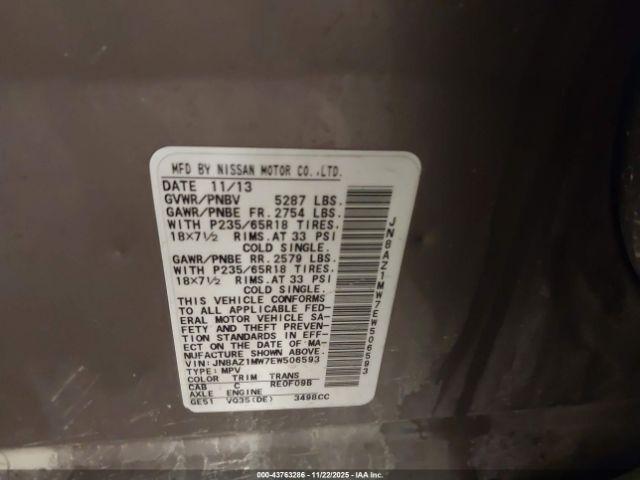 MFD BY NISSAN MOTOR CO.,LTD.
DATE 11/13
GVWR/PNBV 5287 LBS.
GAWR/PNBE FR. 2754 LBS.
WITH P235/65R18 TIRES.
18×7½ RIMS. AT 33 PSI
COLD SINGLE.
GAWR/PNBE RR. 2579 LBS.
WITH P235/65R18 TIRES.
18×7½ RIMS. AT 33 PSI
COLD SINGLE.
THIS VEHICLE CONFORMS
TO ALL APPLICABLE FED-
ERAL MOTOR VEHICLE SA-
FETY AND THEFT PREVEN-
TION STANDARDS IN EFF-
ECT ON THE DATE OF MA-
NUFACTURE SHOWN ABOVE.
VIN: JN8AZ1MW7EW506593
TYPE: MPV
COLOR TRIM TRANS
CAB C RE0F09B
AXLE ENGINE
GE51 VQ35(DE) 3498CC
JN8AZ1MW7EW506593
000-43763286 - 11/22/2025 - IAA Inc.